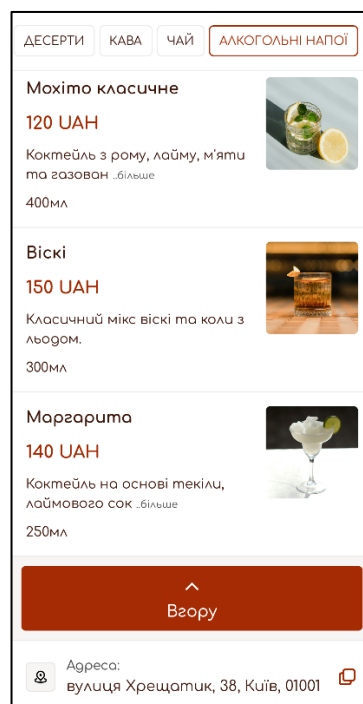 ДЕСЕРТИ КАВА ЧАЙ АЛКОГОЛЬНІ НАПОЇ
Мохіто класичне
120 UAH
Коктейль з рому, лайму, м'яти
та газован ..більше
400мл
Віскі
150 UAH
Класичний мікс віскі та коли з
льодом.
300мл
Маргарита
140 UAH
Коктейль на основі текіли,
лаймового сок ..більше
250мл
Вгору
Адреса:
вулиця Хрещатик, 38, Київ, 01001